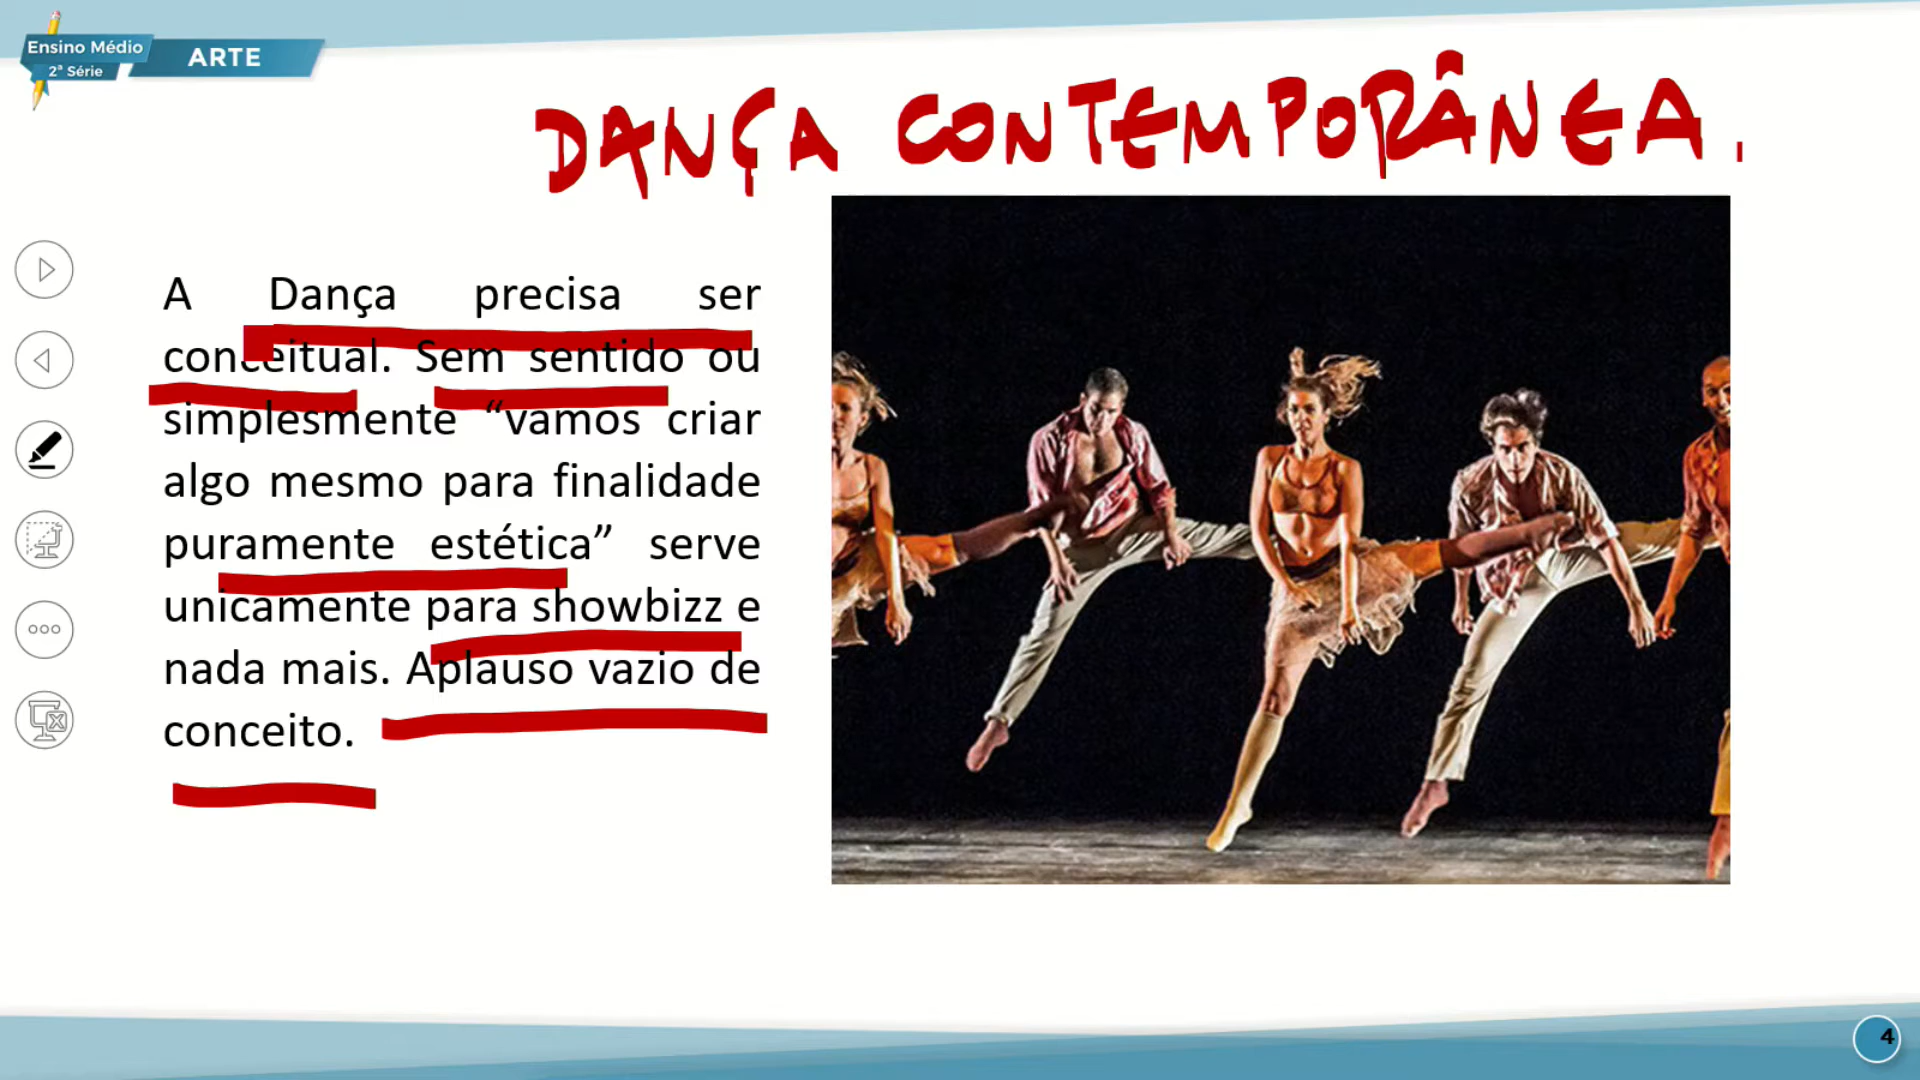 Ensino Médio
2ª Série
ARTE
DANÇA CONTEMPORÂNEA.
A Dança precisa ser
conceitual. Sem sentido ou
simplesmente “vamos criar
algo mesmo para finalidade
puramente estética” serve
unicamente para showbizz e
nada mais. Aplauso vazio de
conceito.
4